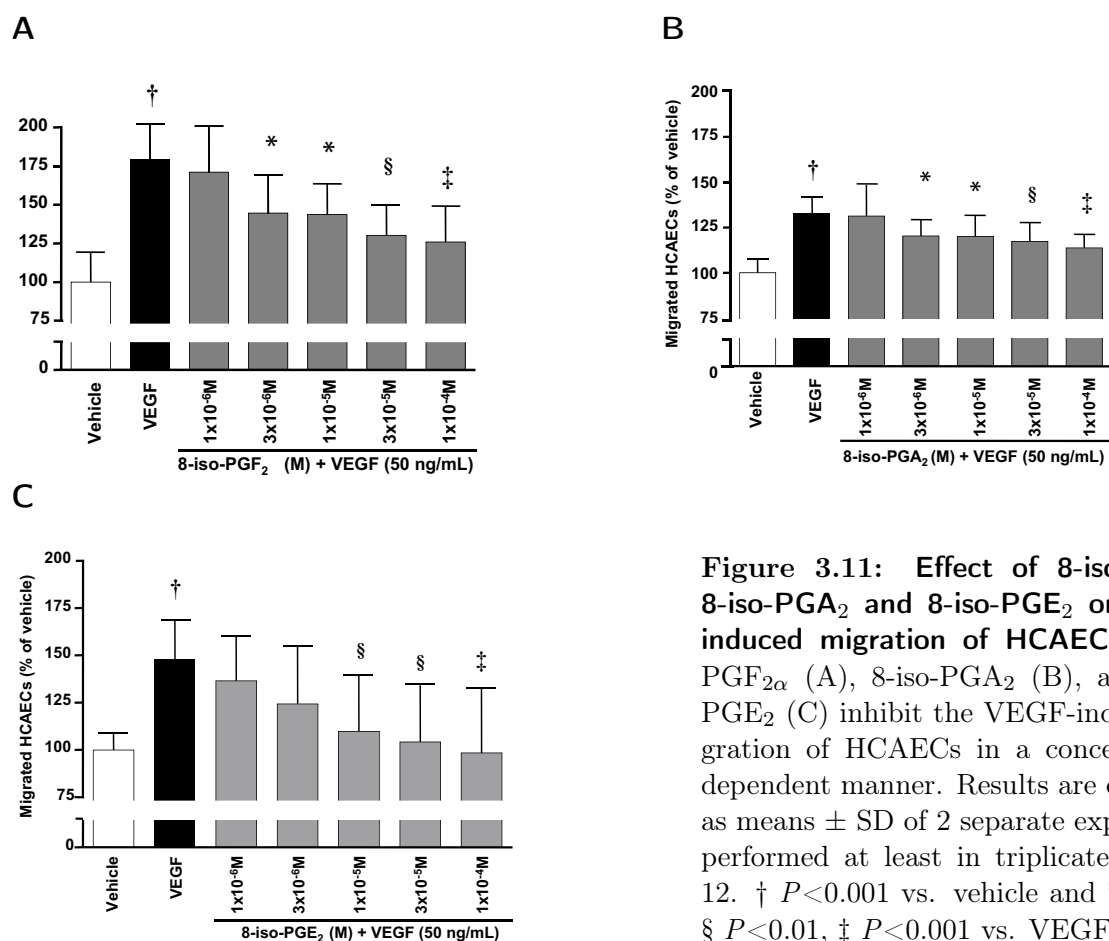 A
†
*
*
§
‡
200
175
150
125
100
75
0
Vehicle
VEGF
1x10⁻⁶M
3x10⁻⁶M
1x10⁻⁵M
3x10⁻⁵M
1x10⁻⁴M
8-iso-PGF₂ (M) + VEGF (50 ng/mL)
B
Migrated HCAECs (% of vehicle)
†
*
*
§
‡
200
175
150
125
100
75
0
Vehicle
VEGF
1x10⁻⁶M
3x10⁻⁶M
1x10⁻⁵M
3x10⁻⁵M
1x10⁻⁴M
8-iso-PGA₂ (M) + VEGF (50 ng/mL)
C
Migrated HCAECs (% of vehicle)
†
§
§
‡
200
175
150
125
100
75
0
Vehicle
VEGF
1x10⁻⁶M
3x10⁻⁶M
1x10⁻⁵M
3x10⁻⁵M
1x10⁻⁴M
8-iso-PGE₂ (M) + VEGF (50 ng/mL)
Figure 3.11: Effect of 8-iso
8-iso-PGA₂ and 8-iso-PGE₂ or
induced migration of HCAEC
PGF₂α (A), 8-iso-PGA₂ (B), a
PGE₂ (C) inhibit the VEGF-ind
gration of HCAECs in a conce
dependent manner. Results are
as means ± SD of 2 separate exp
performed at least in triplicate
12. † P<0.001 vs. vehicle and
§ P<0.01, ‡ P<0.001 vs. VEGF